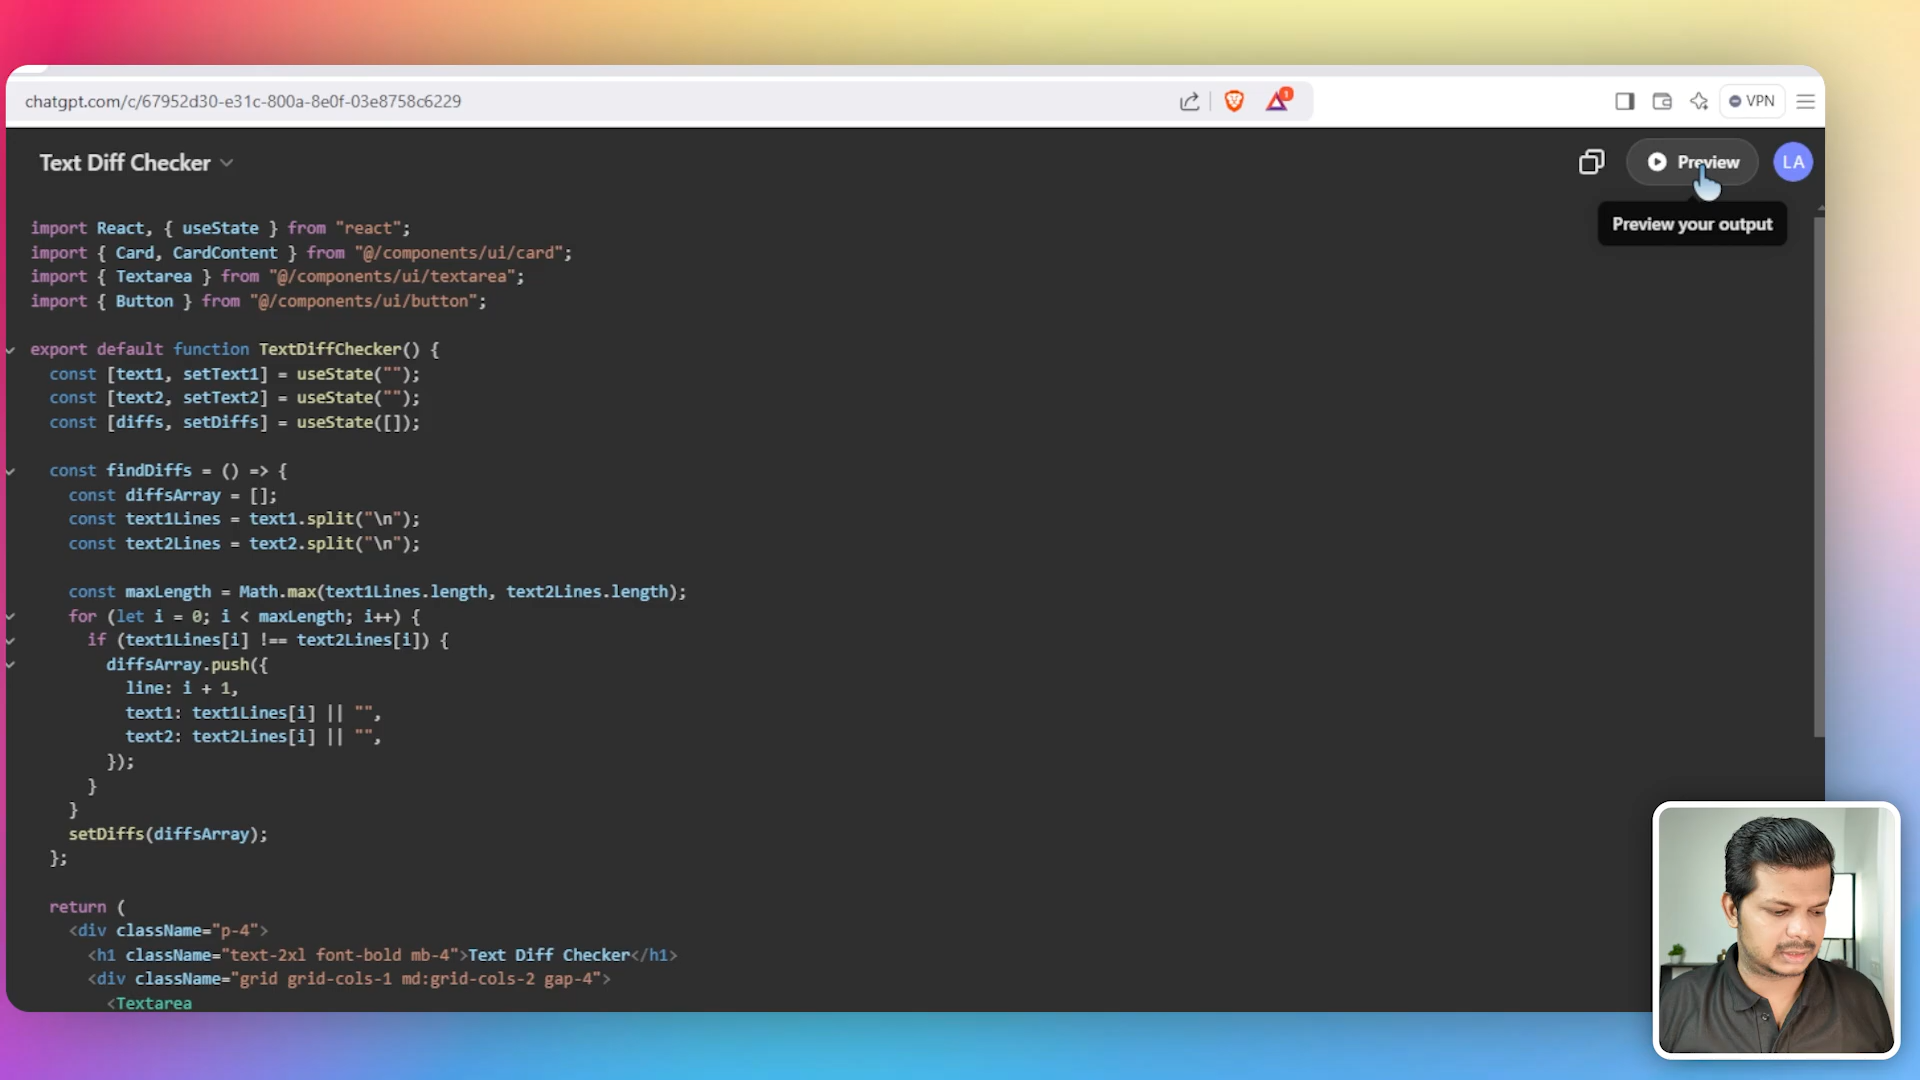 chatgpt.com/c/67952d30-e31c-800a-8e0f-03e8758c6229
1
VPN
Text Diff Checker
Preview
LA
Preview your output
import React, { useState } from "react";
import { Card, CardContent } from "@/components/ui/card";
import { Textarea } from "@/components/ui/textarea";
import { Button } from "@/components/ui/button";
export default function TextDiffChecker() {
const [text1, setText1] = useState("");
const [text2, setText2] = useState("");
const [diffs, setDiffs] = useState([]);
const findDiffs = () => {
const diffsArray = [];
const text1Lines = text1.split("\n");
const text2Lines = text2.split("\n");
const maxLength = Math.max(text1Lines.length, text2Lines.length);
for (let i = 0; i < maxLength; i++) {
if (text1Lines[i] !== text2Lines[i]) {
diffsArray.push({
line: i + 1,
text1: text1Lines[i] || "",
text2: text2Lines[i] || "",
});
}
}
setDiffs(diffsArray);
};
return (
<div className="p-4">
<h1 className="text-2xl font-bold mb-4">Text Diff Checker</h1>
<div className="grid grid-cols-1 md:grid-cols-2 gap-4">
<Textarea